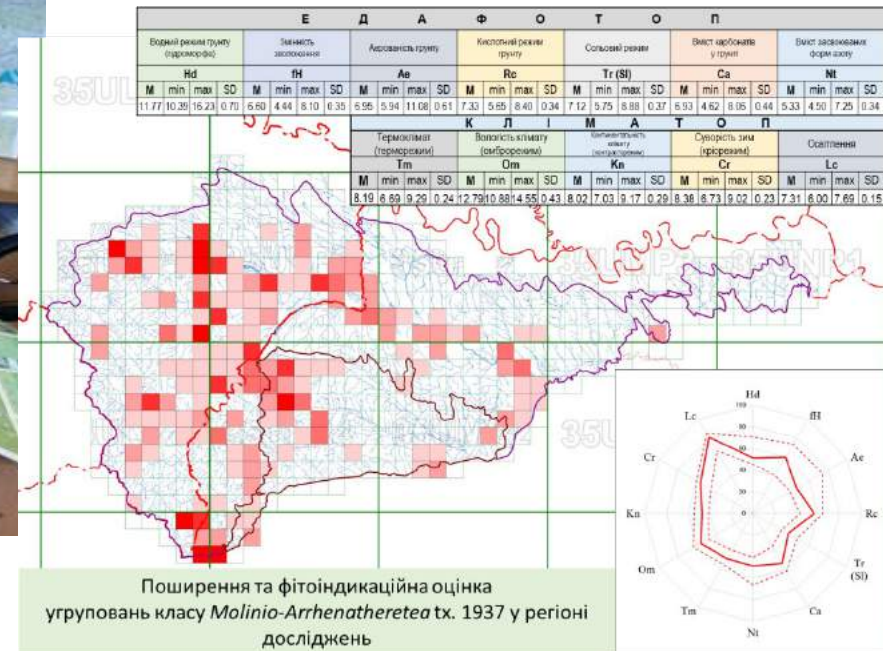 Е Д А Ф О Т О П
Водний режим ґрунту (гідроморфа) Змінність зволоження Аерованість ґрунту Кислотний режим ґрунту Сольовий режим Вміст карбонатів у ґрунті Вміст засвоюваних форм азоту
Hd fH Ae Rc Tr (Sl) Ca Nt
M min max SD M min max SD M min max SD M min max SD M min max SD M min max SD M min max SD
11.77 10.39 16.23 0.70 6.60 4.44 8.10 0.35 6.95 5.94 11.08 0.61 7.33 5.65 8.40 0.34 7.12 5.75 8.88 0.37 6.93 4.62 8.05 0.44 5.33 4.50 7.25 0.34
К Л І М А Т О П
Термоклімат (терморежим) Вологість клімату (омброрежим) Континентальність клімату Суворість зим (кріорежим) Освітлення
Tm Om Kn Cr Lc
M min max SD M min max SD M min max SD M min max SD M min max SD
8.19 6.69 9.29 0.24 12.79 10.88 14.55 0.43 8.02 7.03 9.17 0.29 8.38 6.73 9.02 0.23 7.31 6.00 7.69 0.15
Hd
100
Lc fH
80
60
Cr Ae
40
20
Kn 0 Rc
Om Tr
(Sl)
Tm Ca
Nt
Поширення та фітоіндикаційна оцінка
угруповань класу Molinio-Arrhenatheretea tx. 1937 у регіоні
досліджень